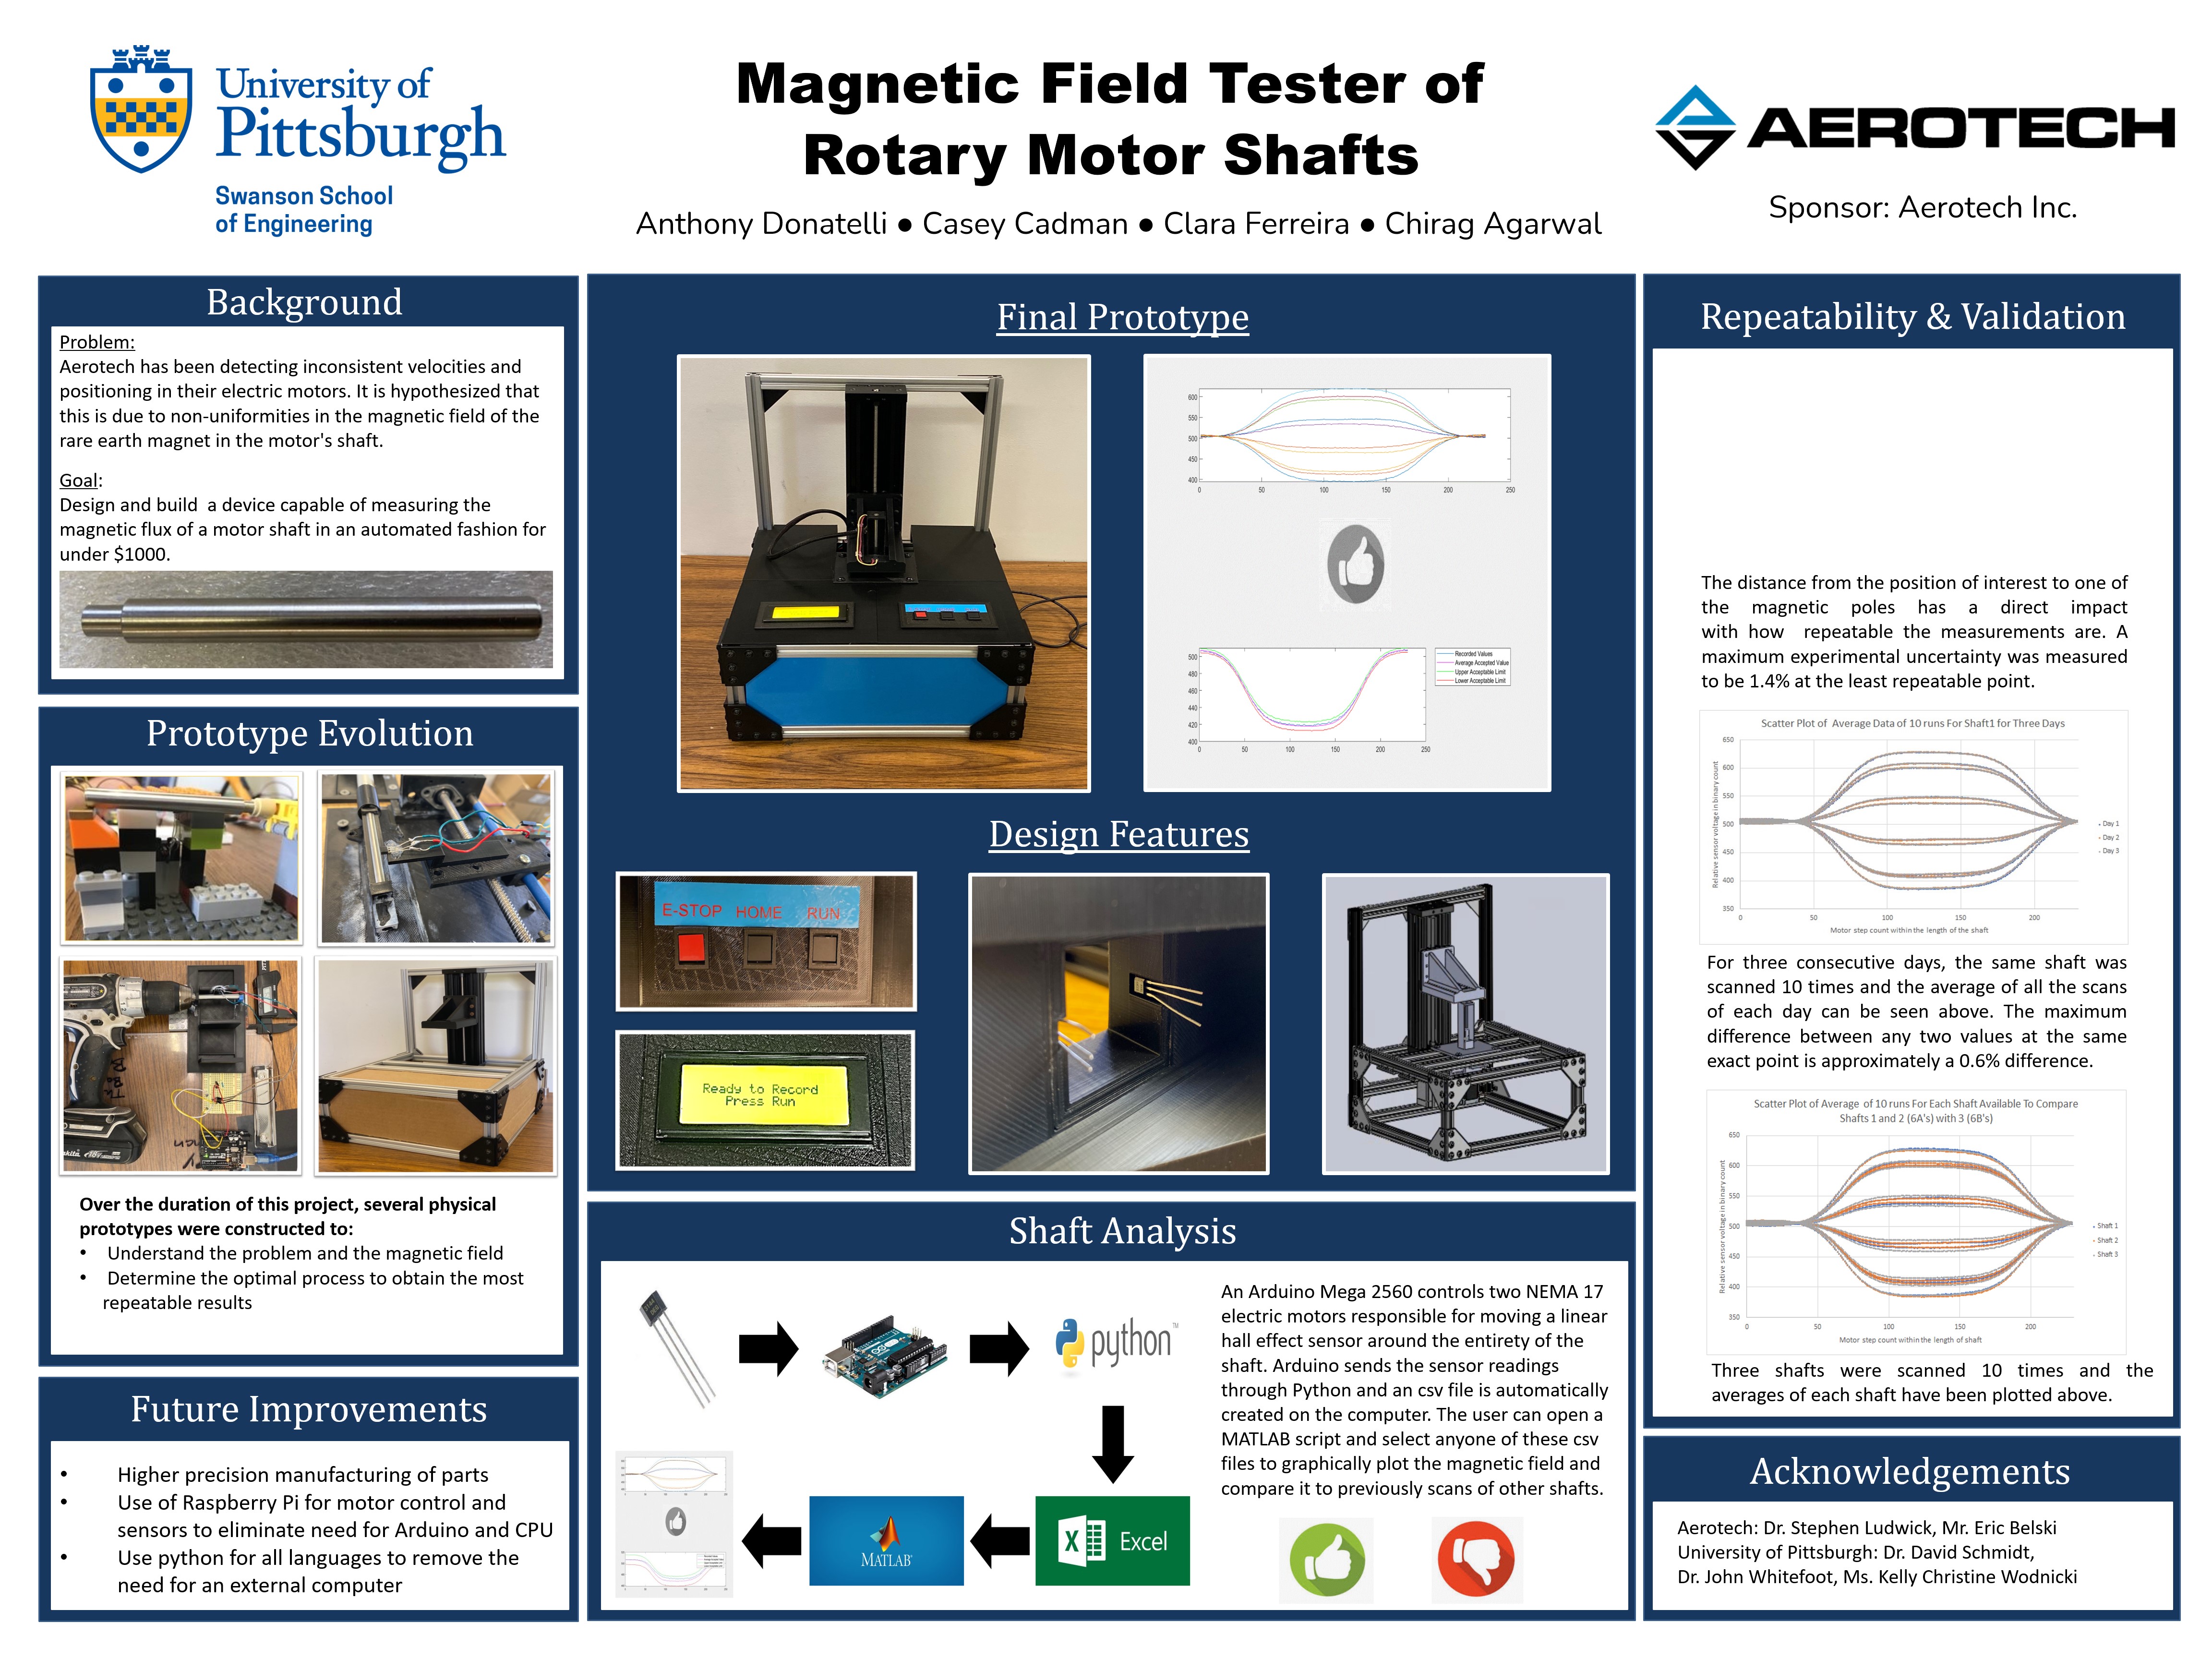 University of
Pittsburgh
Swanson School
of Engineering
Magnetic Field Tester of
Rotary Motor Shafts
Anthony Donatelli ● Casey Cadman ● Clara Ferreira ● Chirag Agarwal
AEROTECH
Sponsor: Aerotech Inc.
Background
Problem:
Aerotech has been detecting inconsistent velocities and
positioning in their electric motors. It is hypothesized that
this is due to non-uniformities in the magnetic field of the
rare earth magnet in the motor's shaft.
Goal:
Design and build a device capable of measuring the
magnetic flux of a motor shaft in an automated fashion for
under $1000.
Prototype Evolution
Over the duration of this project, several physical
prototypes were constructed to:
• Understand the problem and the magnetic field
• Determine the optimal process to obtain the most
repeatable results
Future Improvements
• Higher precision manufacturing of parts
• Use of Raspberry Pi for motor control and
sensors to eliminate need for Arduino and CPU
• Use python for all languages to remove the
need for an external computer
Final Prototype
600
550
500
450
400
0 50 100 150 200 250
500
480
460
440
420
400
0 50 100 150 200 250
Recorded Values
Average Accepted Value
Upper Acceptable Limit
Lower Acceptable Limit
Design Features
E-STOP HOME RUN
Ready to Record
Press Run
Shaft Analysis
python™
Excel
MATLAB
An Arduino Mega 2560 controls two NEMA 17
electric motors responsible for moving a linear
hall effect sensor around the entirety of the
shaft. Arduino sends the sensor readings
through Python and an csv file is automatically
created on the computer. The user can open a
MATLAB script and select anyone of these csv
files to graphically plot the magnetic field and
compare it to previously scans of other shafts.
Repeatability & Validation
The distance from the position of interest to one of
the magnetic poles has a direct impact
with how repeatable the measurements are. A
maximum experimental uncertainty was measured
to be 1.4% at the least repeatable point.
Scatter Plot of Average Data of 10 runs For Shaft1 for Three Days
Relative sensor voltage in binary count
650
600
550
500
450
400
350
0 50 100 150 200
Motor step count within the length of the shaft
Day 1
Day 2
Day 3
For three consecutive days, the same shaft was
scanned 10 times and the average of all the scans
of each day can be seen above. The maximum
difference between any two values at the same
exact point is approximately a 0.6% difference.
Scatter Plot of Average of 10 runs For Each Shaft Available To Compare
Shafts 1 and 2 (6A's) with 3 (6B's)
Relative sensor voltage in binary count
650
600
550
500
450
400
350
0 50 100 150 200
Motor step count within the length of shaft
Shaft 1
Shaft 2
Shaft 3
Three shafts were scanned 10 times and the
averages of each shaft have been plotted above.
Acknowledgements
Aerotech: Dr. Stephen Ludwick, Mr. Eric Belski
University of Pittsburgh: Dr. David Schmidt,
Dr. John Whitefoot, Ms. Kelly Christine Wodnicki